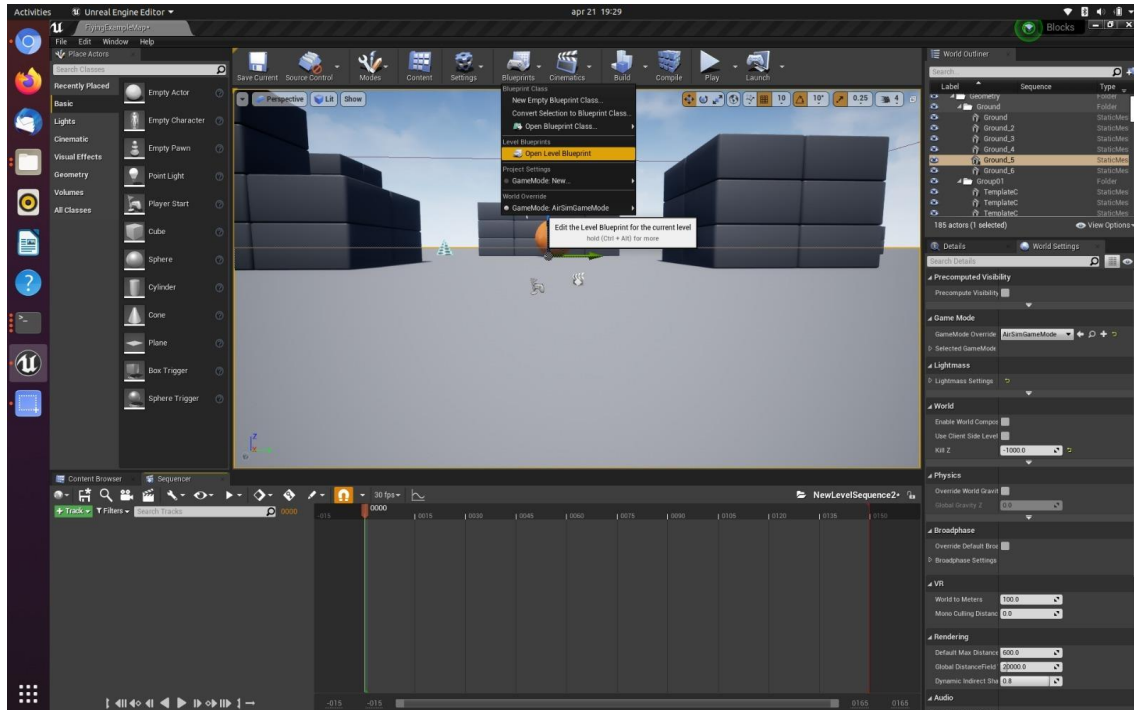 Activities
Unreal Engine Editor
apr 21 19:29
FlyingExampleMap•
Blocks
File Edit Window Help
Place Actors
Search Classes
Recently Placed
Basic
Lights
Cinematic
Visual Effects
Geometry
Volumes
All Classes
Empty Actor
Empty Character
Empty Pawn
Point Light
Player Start
Cube
Sphere
Cylinder
Cone
Plane
Box Trigger
Sphere Trigger
Save Current
Source Control
Modes
Content
Settings
Blueprints
Cinematics
Build
Compile
Play
Launch
Perspective
Lit
Show
10
10°
0.25
4
Blueprint Class
New Empty Blueprint Class...
Convert Selection to Blueprint Class...
Open Blueprint Class...
Level Blueprints
Open Level Blueprint
Project Settings
GameMode: New...
World Override
GameMode: AirSimGameMode
Edit the Level Blueprint for the current level
hold (Ctrl + Alt) for more
Z
World Outliner
Search...
Label Sequence Type
Geometry Folder
Ground Folder
Ground StaticMes
Ground_2 StaticMes
Ground_3 StaticMes
Ground_4 StaticMes
Ground_5 StaticMes
Ground_6 StaticMes
Group01 Folder
TemplateC StaticMes
TemplateC StaticMes
TemplateC StaticMes
185 actors (1 selected)
View Options
Details
World Settings
Search Details
Precomputed Visibility
Precompute Visibility
Game Mode
GameMode Override AirSimGameMode
Selected GameMode
Lightmass
Lightmass Settings
World
Enable World Compos
Use Client Side Level
Kill Z -1000.0
Physics
Override World Gravit
Global Gravity Z 0.0
Broadphase
Override Default Broa
Broadphase Settings
VR
World to Meters 100.0
Mono Culling Distanc 0.0
Rendering
Default Max Distance 600.0
Global DistanceField 20000.0
Dynamic Indirect Sha 0.8
Audio
Content Browser
Sequencer
30 fps
NewLevelSequence2•
+ Track
Filters
Search Tracks
0000
-015
0000
0015
0030
0045
0060
0075
0090
0105
0120
0135
0150
-015
-015
0165
0165